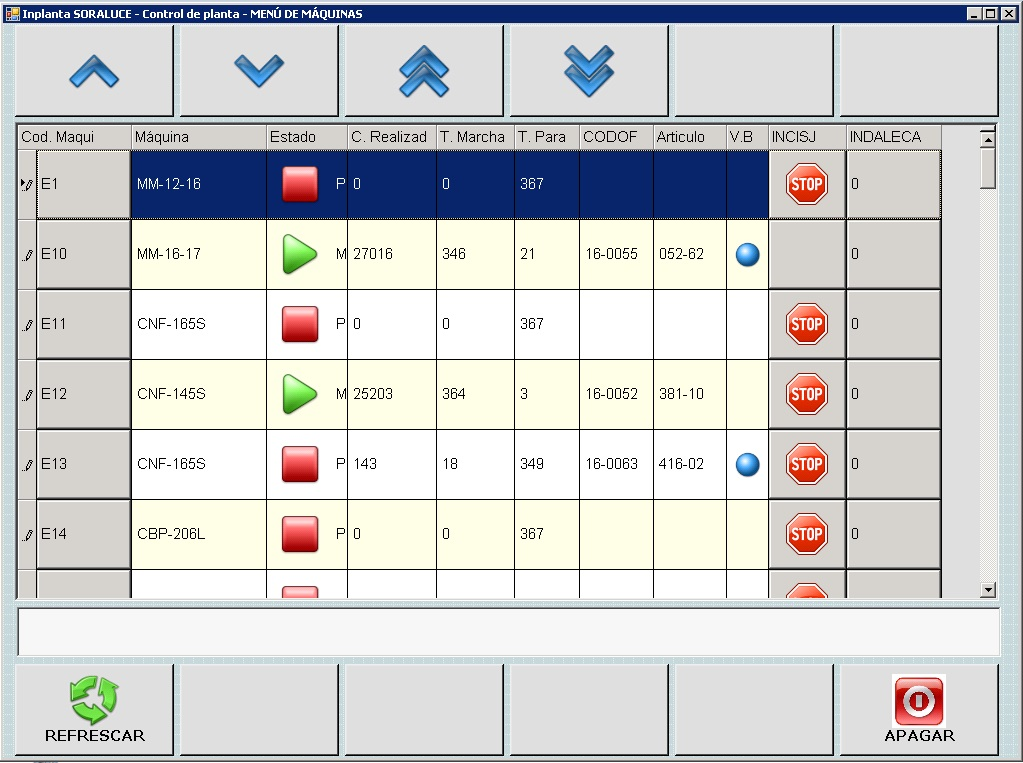 Inplanta SORALUCE - Control de planta - MENÚ DE MÁQUINAS
Cod. Maqui Máquina Estado C. Realizad T. Marcha T. Para CODOF Articulo V.B INCISJ INDALECA
E1 MM-12-16 P 0 0 367 STOP 0
E10 MM-16-17 M 27016 346 21 16-0055 052-62 0
E11 CNF-165S P 0 0 367 STOP 0
E12 CNF-145S M 25203 364 3 16-0052 381-10 STOP 0
E13 CNF-165S P 143 18 349 16-0063 416-02 STOP 0
E14 CBP-206L P 0 0 367 STOP 0
REFRESCAR APAGAR